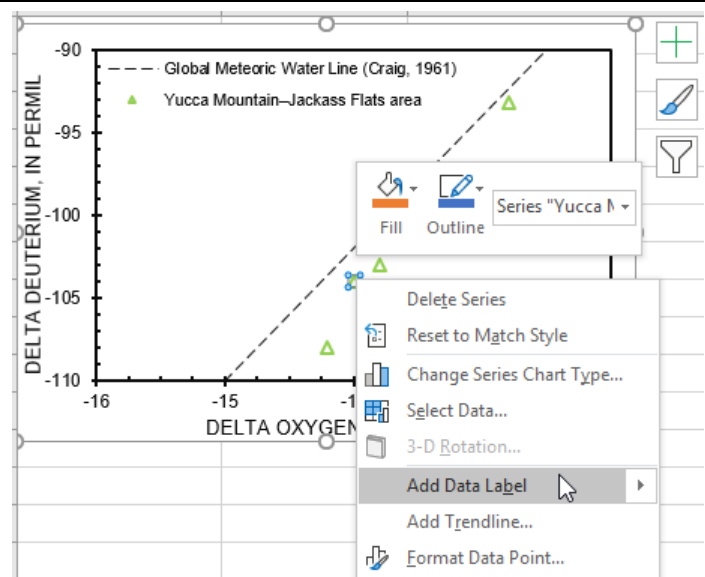 -90
Global Meteoric Water Line (Craig, 1961)
Yucca Mountain–Jackass Flats area
-95
-100
-105
-110
DELTA DEUTERIUM, IN PERMIL
-16
-15
-1
DELTA OXYGEN
Fill
Outline
Series "Yucca M
Delete Series
Reset to Match Style
Change Series Chart Type...
Select Data...
3-D Rotation...
Add Data Label
Add Trendline...
Format Data Point...